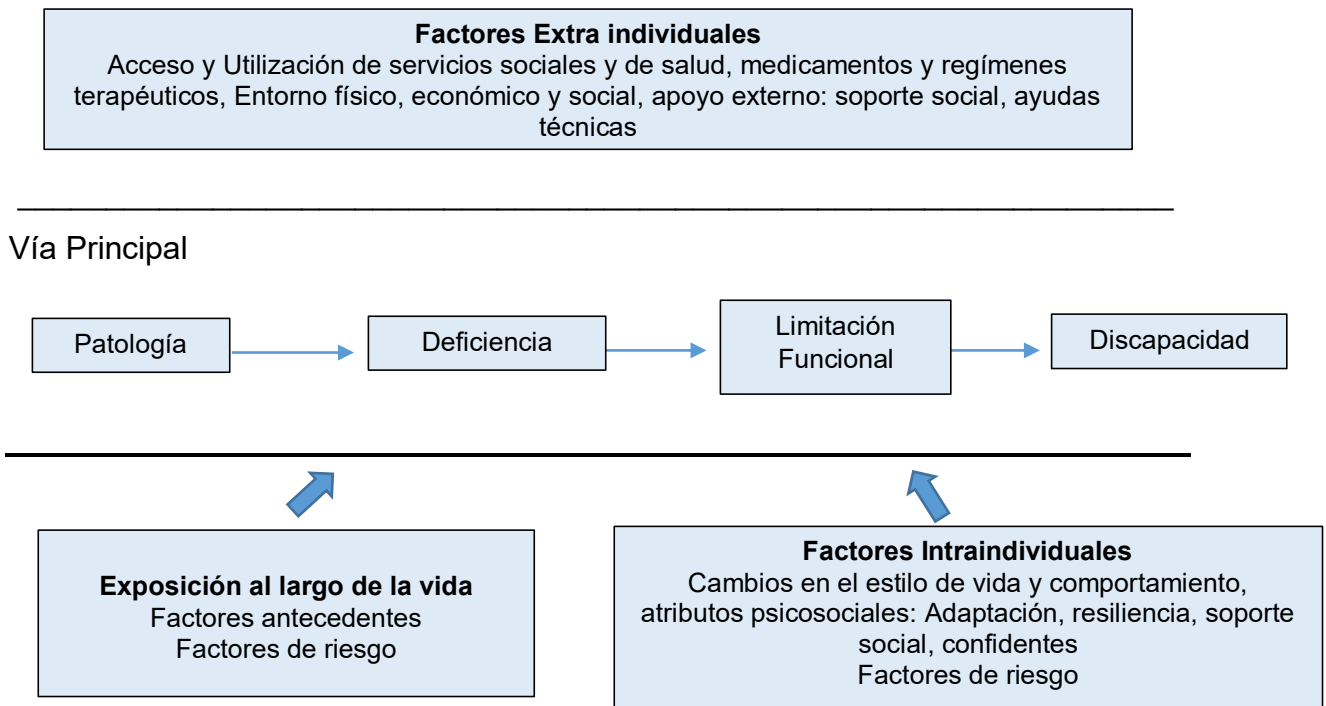 Factores Extra individuales
Acceso y Utilización de servicios sociales y de salud, medicamentos y regímenes
terapéuticos, Entorno físico, económico y social, apoyo externo: soporte social, ayudas
técnicas
Vía Principal
Patología
Deficiencia
Limitación
Funcional
Discapacidad
Exposición al largo de la vida
Factores antecedentes
Factores de riesgo
Factores Intraindividuales
Cambios en el estilo de vida y comportamiento,
atributos psicosociales: Adaptación, resiliencia, soporte
social, confidentes
Factores de riesgo